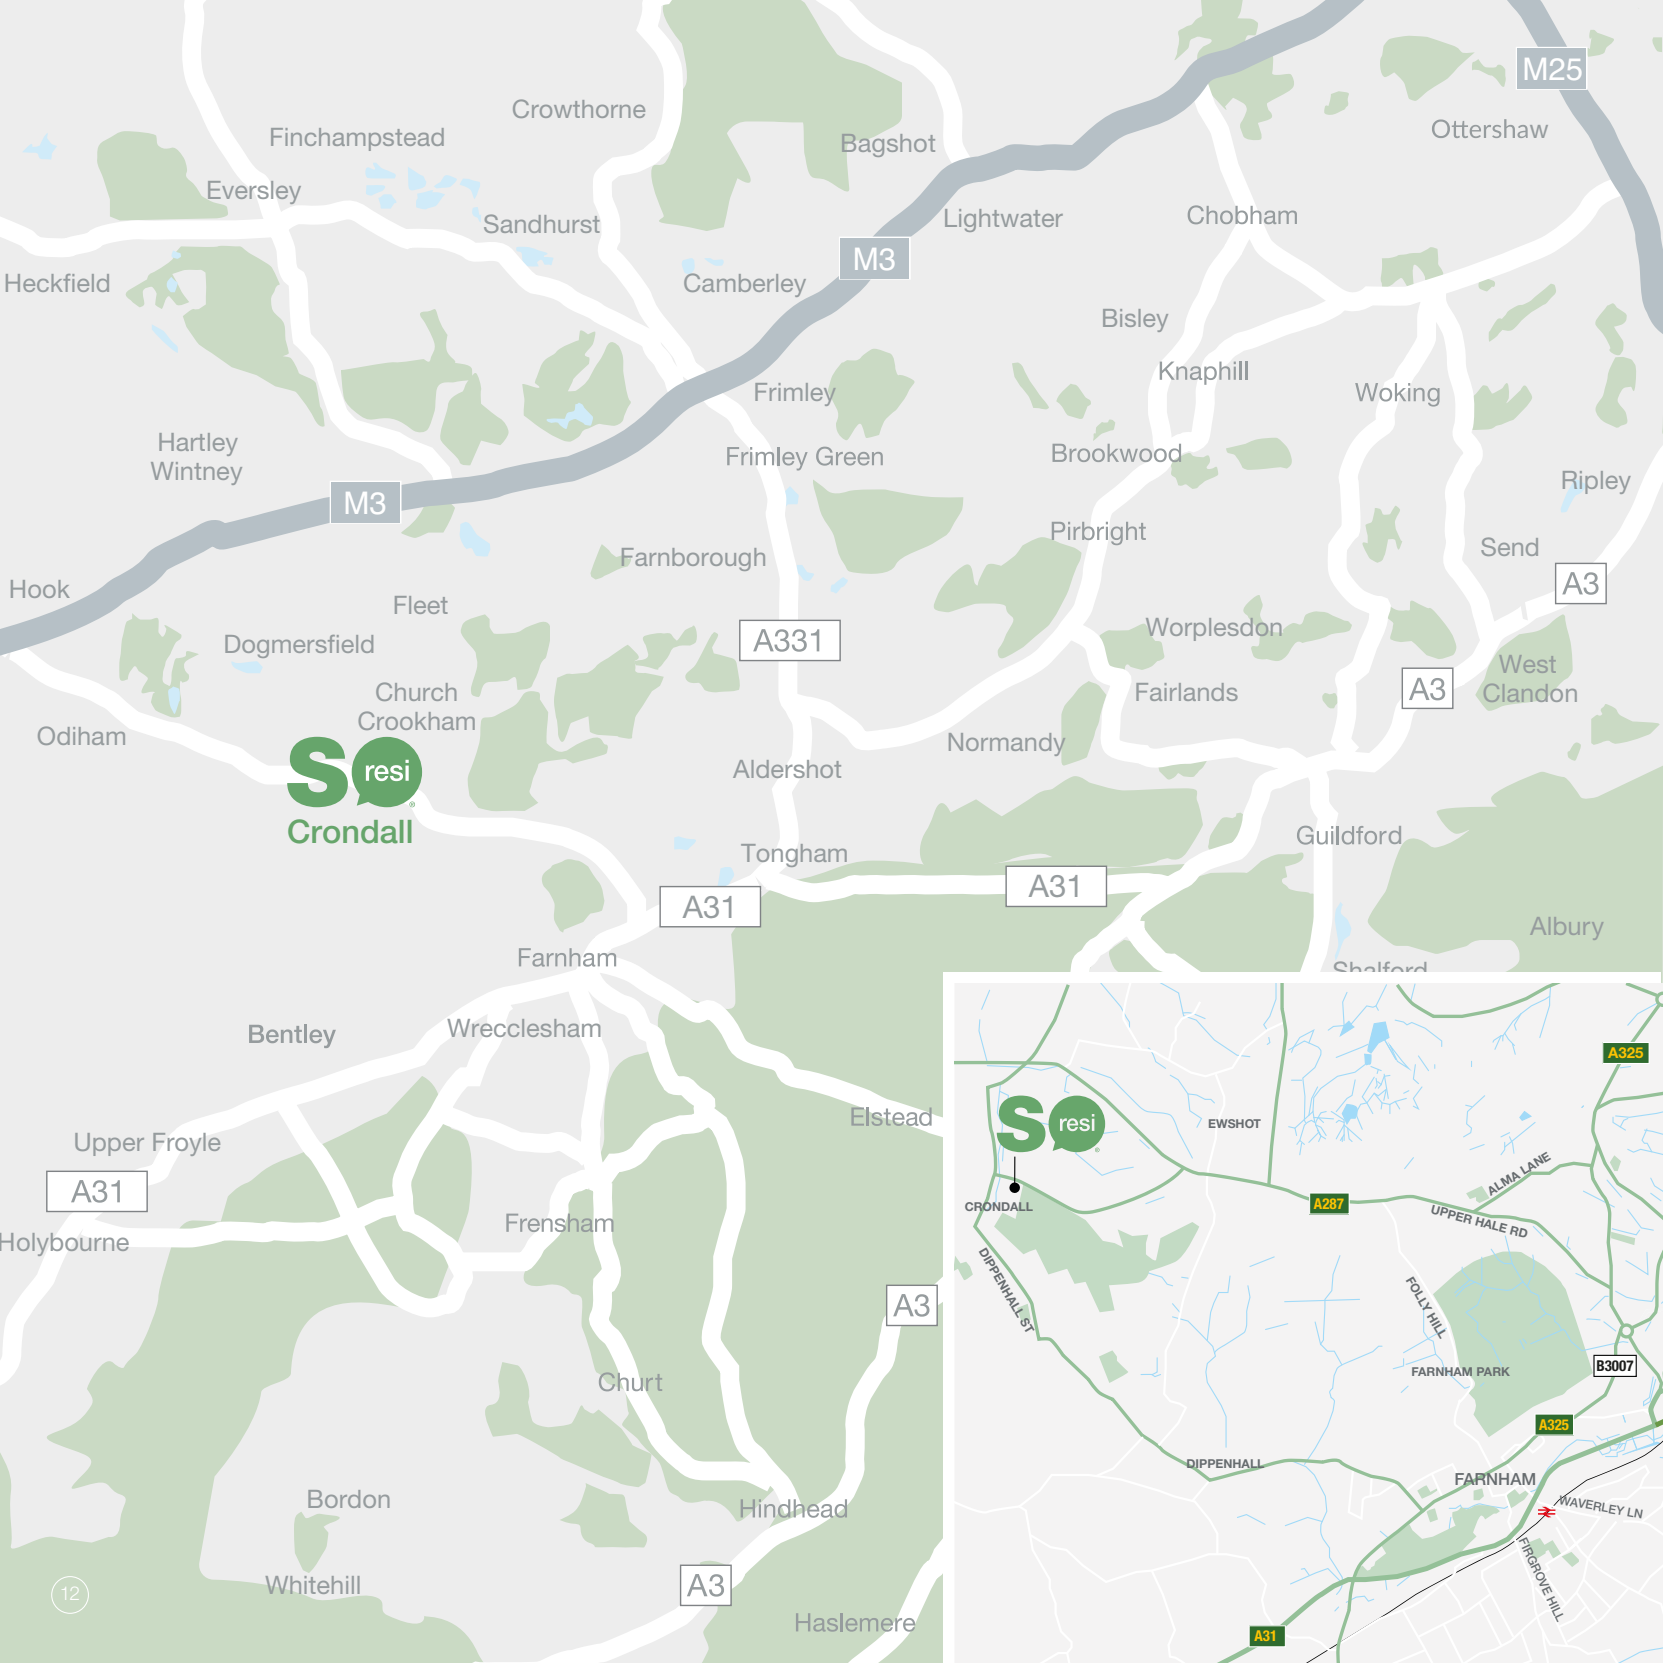 M25
Crowthorne
Ottershaw
Finchampstead
Bagshot
Eversley
Chobham
Lightwater
Sandhurst
M3
Heckfield
Camberley
Bisley
Knaphill
Frimley
Woking
Hartley
Wintney
Brookwood
Frimley Green
Ripley
M3
Pirbright
Send
Farnborough
A3
Hook
Fleet
Worplesdon
Dogmersfield
A331
West
Clandon
A3
Church
Crookham
Fairlands
Odiham
Normandy
S resi
Crondall
Aldershot
Guildford
Tongham
A31
A31
Albury
Farnham
Shalford
Wrecclesham
Bentley
Elstead
Upper Froyle
A31
Frensham
Holybourne
A3
Churt
Bordon
Hindhead
Whitehill
A3
12
Haslemere
A325
S resi
EWSHOT
ALMA LANE
CRONDALL
A287
UPPER HALE RD
DIPPENHALL ST
FOLLY HILL
FARNHAM PARK
B3007
A325
DIPPENHALL
FARNHAM
WAVERLEY LN
FIRGROVE HILL
A31